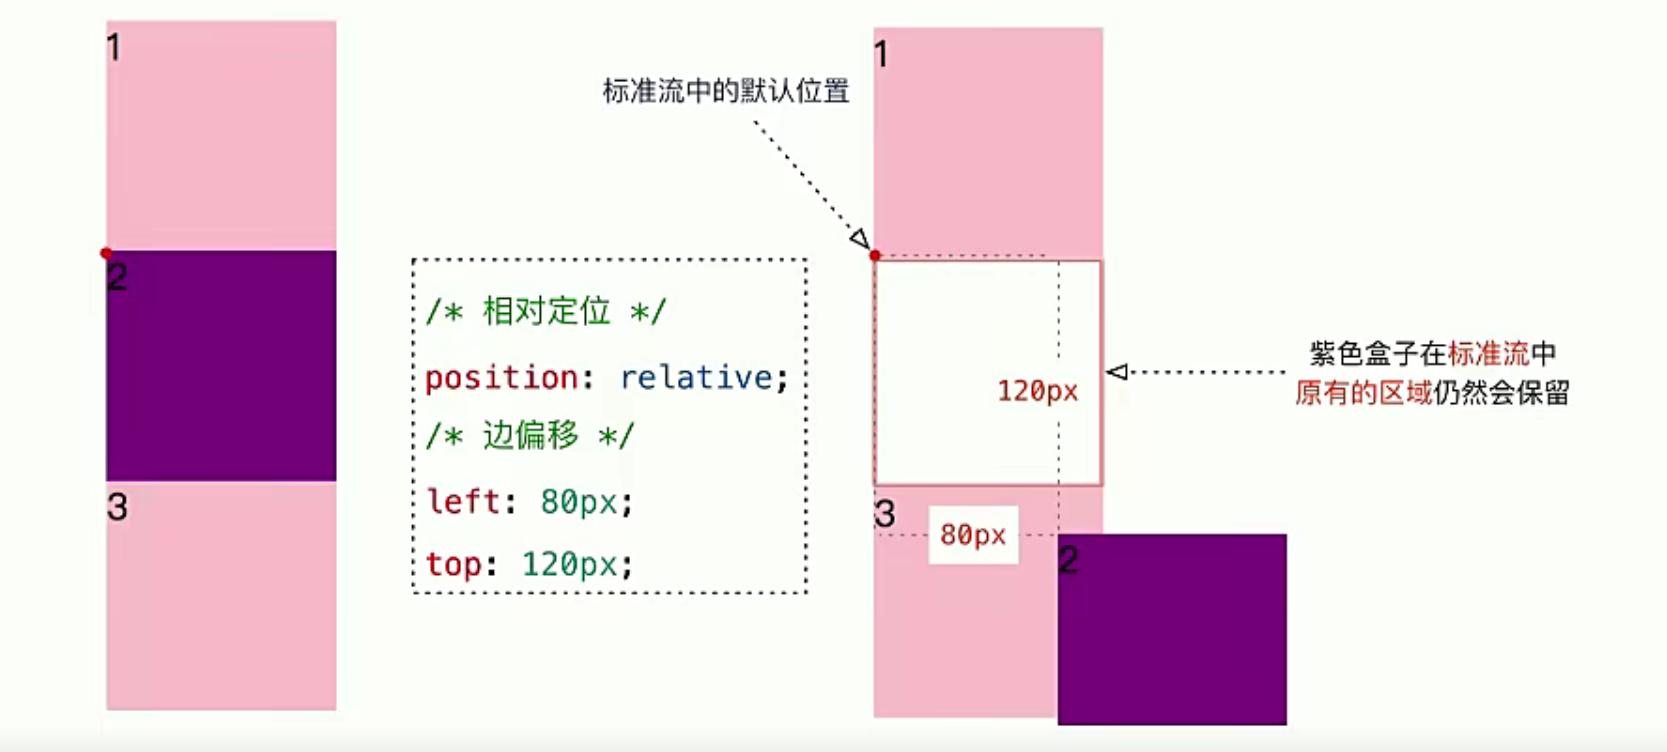 1
2
3
/* 相对定位 */
position: relative;
/* 边偏移 */
left: 80px;
top: 120px;
标准流中的默认位置
1
120px
3
80px
2
紫色盒子在标准流中
原有的区域仍然会保留